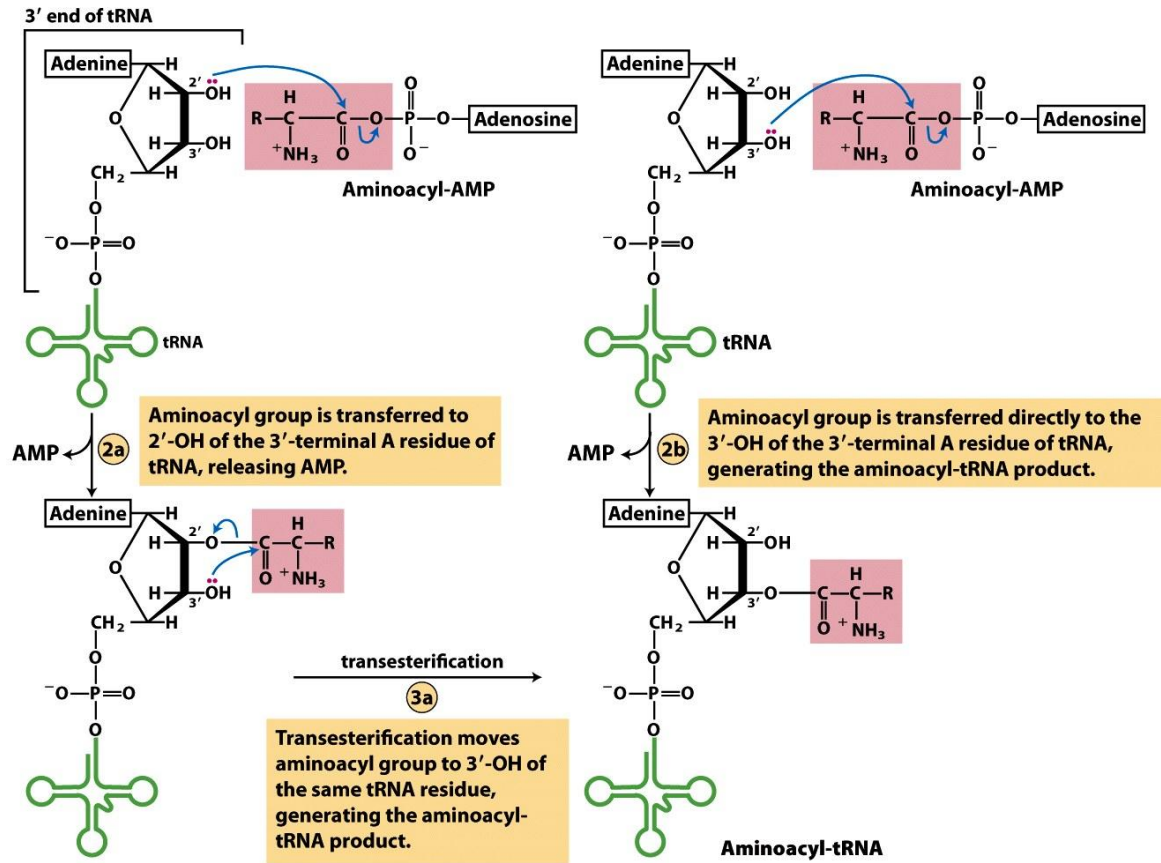 3′ end of tRNA
Adenine
H
2′
H
OH
O
H
OH
3′
CH2
H
O
⁻O—P=O
O
tRNA
H
R—C—C—O—P—O—Adenosine
⁺NH3
O
O
O⁻
Aminoacyl-AMP
Adenine
H
2′
H
OH
O
H
OH
3′
CH2
H
O
⁻O—P=O
O
tRNA
H
R—C—C—O—P—O—Adenosine
⁺NH3
O
O
O⁻
Aminoacyl-AMP
AMP
2a
Aminoacyl group is transferred to
2′-OH of the 3′-terminal A residue of
tRNA, releasing AMP.
AMP
2b
Aminoacyl group is transferred directly to the
3′-OH of the 3′-terminal A residue of tRNA,
generating the aminoacyl-tRNA product.
Adenine
H
2′
H
H—O—C—C—R
O
⁺NH3
O
H
OH
3′
CH2
H
O
⁻O—P=O
O
transesterification
3a
Transesterification moves
aminoacyl group to 3′-OH of
the same tRNA residue,
generating the aminoacyl-
tRNA product.
Adenine
H
2′
H
OH
O
H
H—O—C—C—R
3′
O
⁺NH3
CH2
H
O
⁻O—P=O
O
Aminoacyl-tRNA